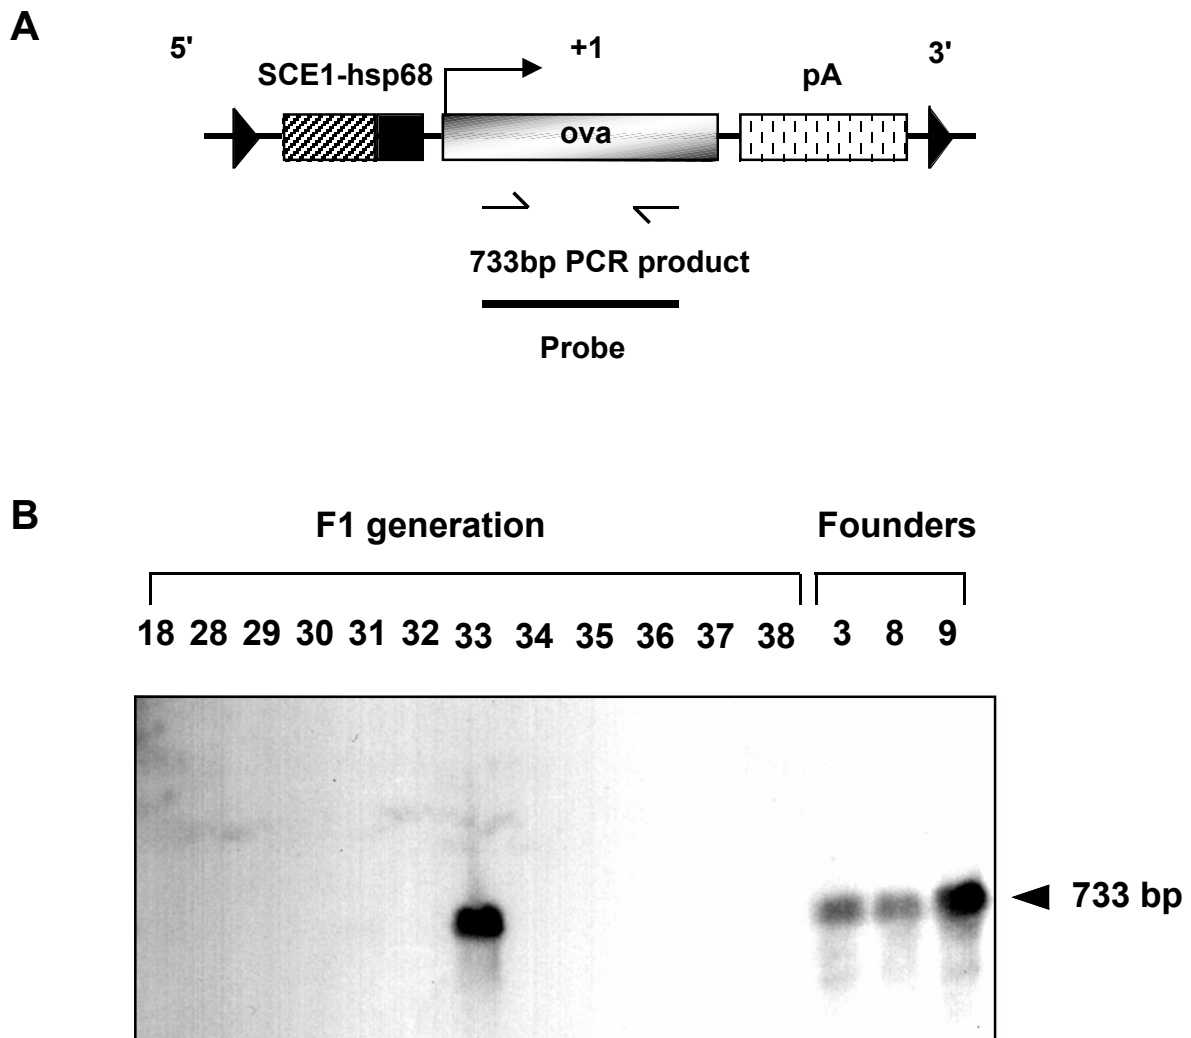 A
5' +1 3'
SCE1-hsp68 pA
ova
733bp PCR product
Probe
B
F1 generation Founders
18 28 29 30 31 32 33 34 35 36 37 38 3 8 9
733 bp